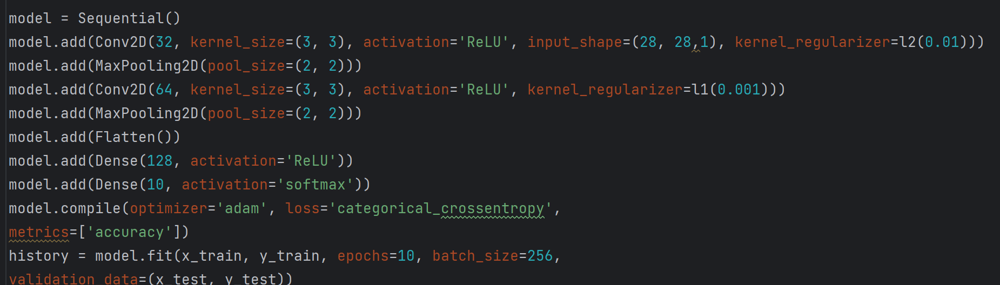 model = Sequential()
model.add(Conv2D(32, kernel_size=(3, 3), activation='ReLU', input_shape=(28, 28,1), kernel_regularizer=l2(0.01)))
model.add(MaxPooling2D(pool_size=(2, 2)))
model.add(Conv2D(64, kernel_size=(3, 3), activation='ReLU', kernel_regularizer=l1(0.001)))
model.add(MaxPooling2D(pool_size=(2, 2)))
model.add(Flatten())
model.add(Dense(128, activation='ReLU'))
model.add(Dense(10, activation='softmax'))
model.compile(optimizer='adam', loss='categorical_crossentropy',
metrics=['accuracy'])
history = model.fit(x_train, y_train, epochs=10, batch_size=256,
validation_data=(x_test, y_test))